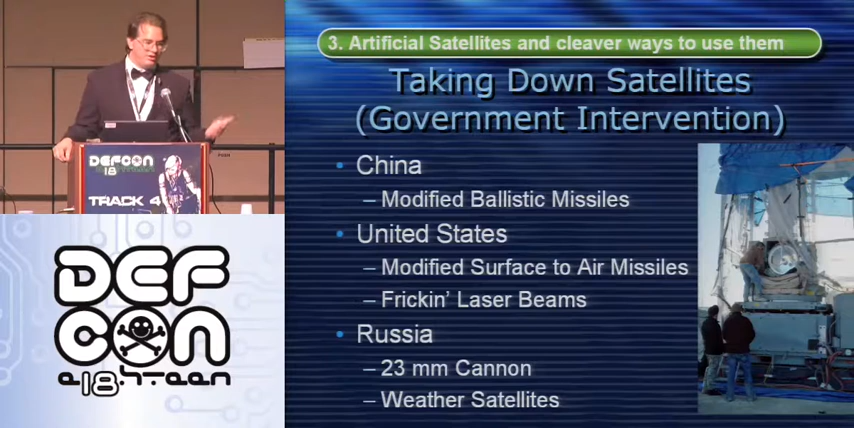 DEFCON
18
TRACK 4
DEF
CON
e18hteen
3. Artificial Satellites and cleaver ways to use them
Taking Down Satellites
(Government Intervention)
• China
– Modified Ballistic Missiles
• United States
– Modified Surface to Air Missiles
– Frickin' Laser Beams
• Russia
– 23 mm Cannon
– Weather Satellites